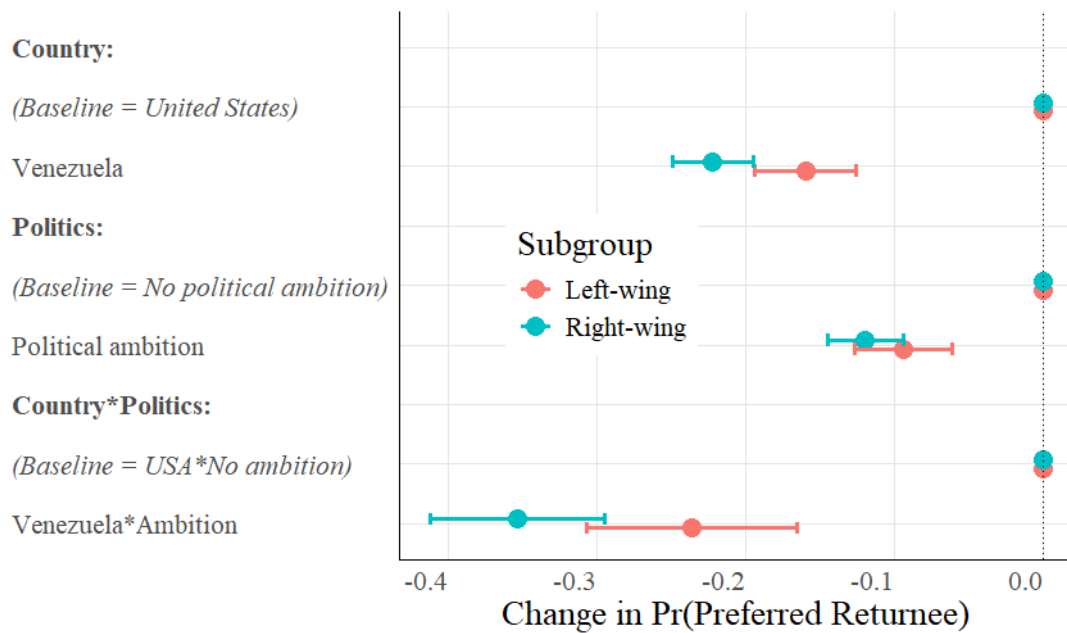 Country:
(Baseline = United States)
Venezuela
Politics:
(Baseline = No political ambition)
Political ambition
Country*Politics:
(Baseline = USA*No ambition)
Venezuela*Ambition
Subgroup
Left-wing
Right-wing
-0.4 -0.3 -0.2 -0.1 0.0
Change in Pr(Preferred Returnee)